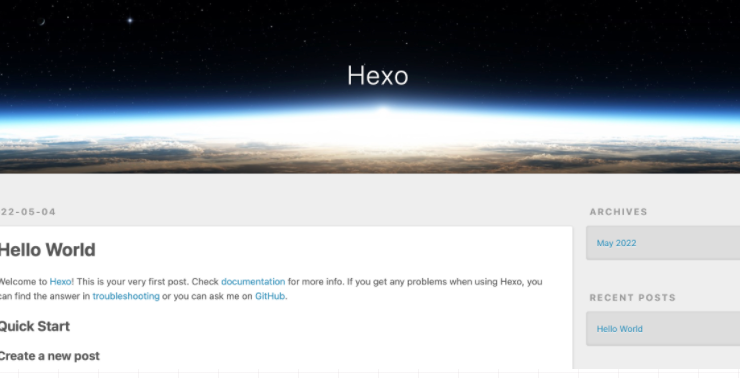 Hexo
22-05-04
Hello World
Welcome to Hexo! This is your very first post. Check documentation for more info. If you get any problems when using Hexo, you
can find the answer in troubleshooting or you can ask me on GitHub.
Quick Start
Create a new post
ARCHIVES
May 2022
RECENT POSTS
Hello World